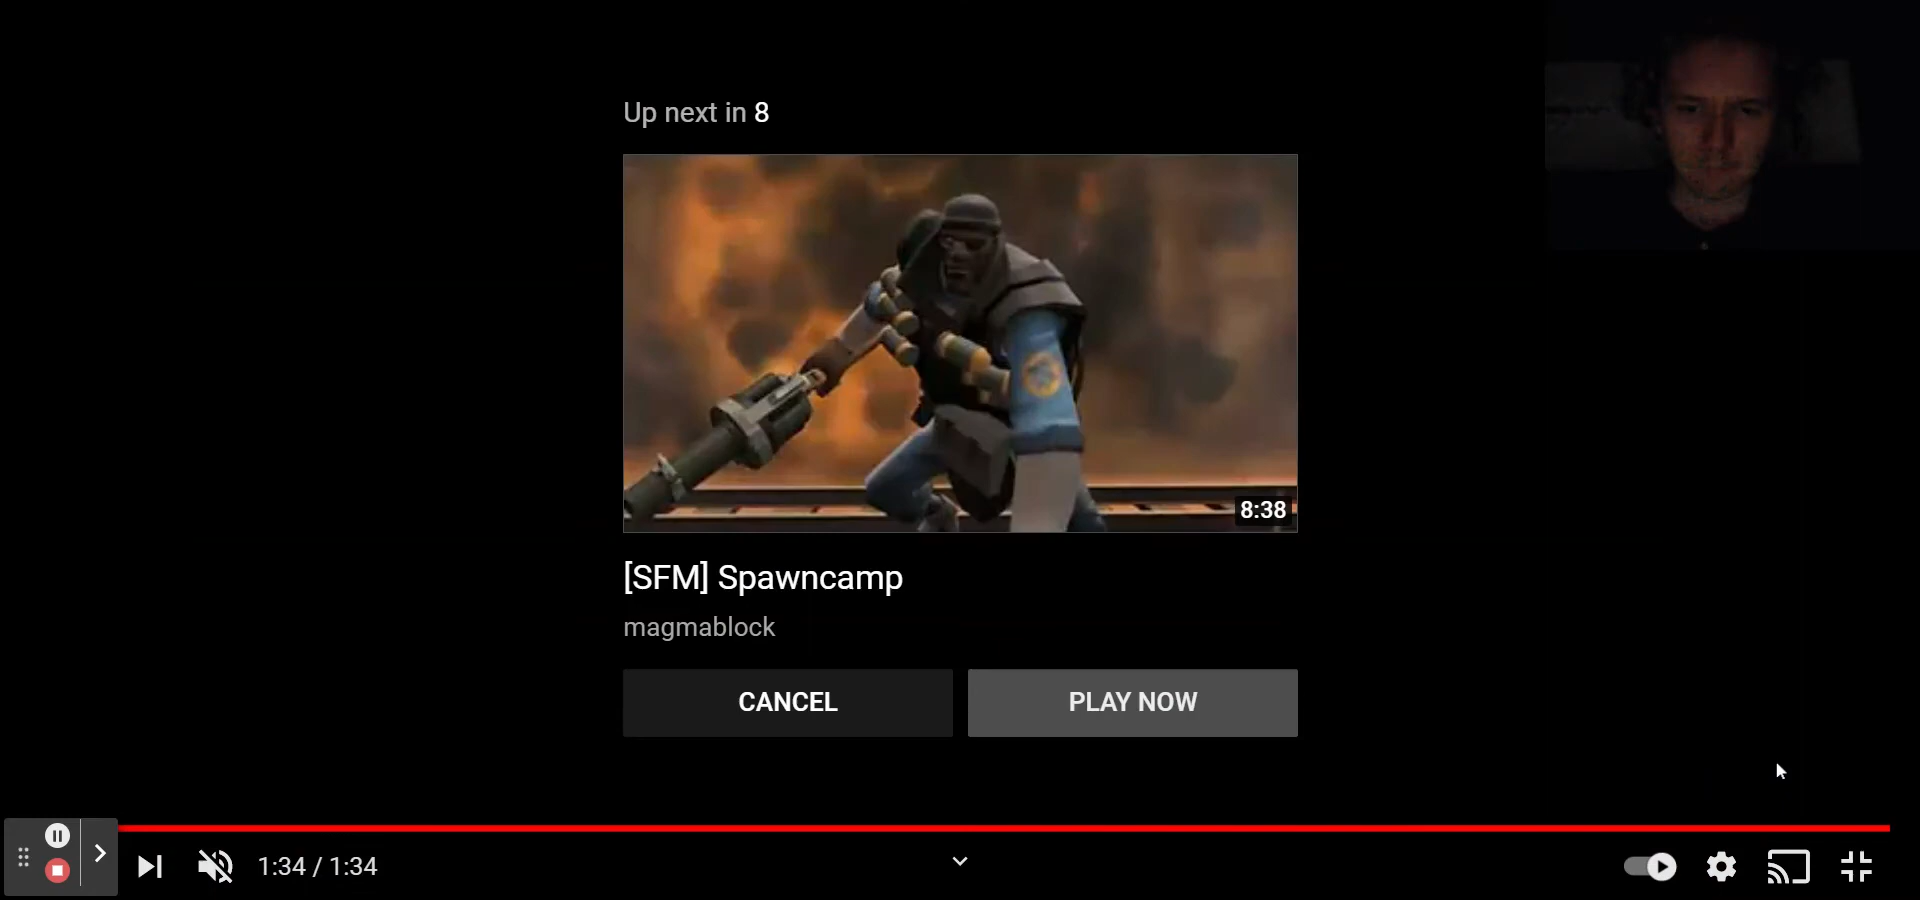 Up next in 8
8:38
[SFM] Spawncamp
magmablock
CANCEL
PLAY NOW
1:34 / 1:34